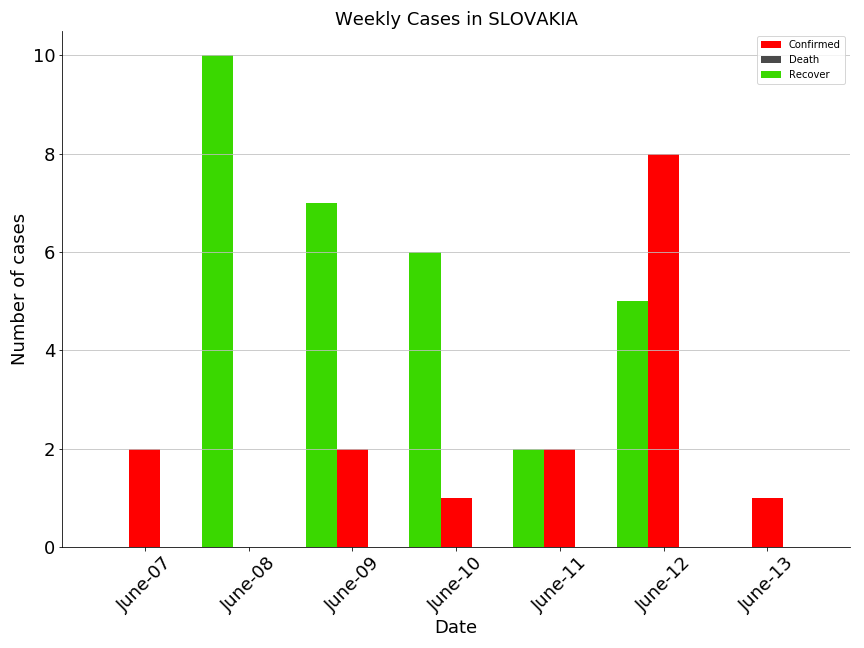 Weekly Cases in SLOVAKIA
Confirmed
Death
Recover
Number of cases
10
8
6
4
2
0
June-07
June-08
June-09
June-10
June-11
June-12
June-13
Date